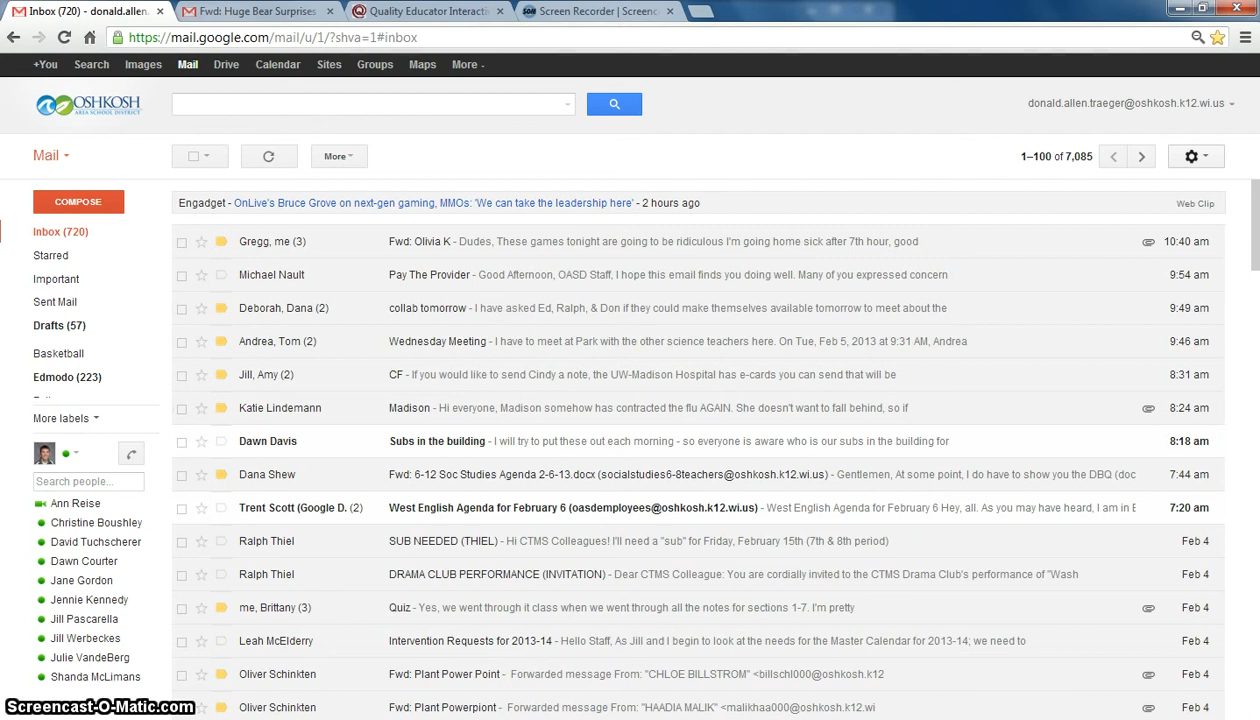 Inbox (720) - donald.allen.
Fwd: Huge Bear Surprises
Quality Educator Interacti
Screen Recorder | Screenc
https://mail.google.com/mail/u/1/?shva=1#inbox
+You Search Images Mail Drive Calendar Sites Groups Maps More
OSHKOSH
AREA SCHOOL DISTRICT
donald.allen.traeger@oshkosh.k12.wi.us
Mail
More
1–100 of 7,085
COMPOSE
Engadget - OnLive's Bruce Grove on next-gen gaming, MMOs: 'We can take the leadership here' - 2 hours ago
Web Clip
Inbox (720)
Starred
Important
Sent Mail
Drafts (57)
Basketball
Edmodo (223)
More labels
Search people...
Ann Reise
Christine Boushley
David Tuchscherer
Dawn Courter
Jane Gordon
Jennie Kennedy
Jill Pascarella
Jill Werbeckes
Julie VandeBerg
Shanda McLimans
Gregg, me (3) Fwd: Olivia K - Dudes, These games tonight are going to be ridiculous I'm going home sick after 7th hour, good 10:40 am
Michael Nault Pay The Provider - Good Afternoon, OASD Staff, I hope this email finds you doing well. Many of you expressed concern 9:54 am
Deborah, Dana (2) collab tomorrow - I have asked Ed, Ralph, & Don if they could make themselves available tomorrow to meet about the 9:49 am
Andrea, Tom (2) Wednesday Meeting - I have to meet at Park with the other science teachers here. On Tue, Feb 5, 2013 at 9:31 AM, Andrea 9:46 am
Jill, Amy (2) CF - If you would like to send Cindy a note, the UW-Madison Hospital has e-cards you can send that will be 8:31 am
Katie Lindemann Madison - Hi everyone, Madison somehow has contracted the flu AGAIN. She doesn't want to fall behind, so if 8:24 am
Dawn Davis Subs in the building - I will try to put these out each morning - so everyone is aware who is our subs in the building for 8:18 am
Dana Shew Fwd: 6-12 Soc Studies Agenda 2-6-13.docx (socialstudies6-8teachers@oshkosh.k12.wi.us) - Gentlemen, At some point, I do have to show you the DBQ (doc 7:44 am
Trent Scott (Google D. (2) West English Agenda for February 6 (oasdemployees@oshkosh.k12.wi.us) - West English Agenda for February 6 Hey, all. As you may have heard, I am in E 7:20 am
Ralph Thiel SUB NEEDED (THIEL) - Hi CTMS Colleagues! I'll need a "sub" for Friday, February 15th (7th & 8th period) Feb 4
Ralph Thiel DRAMA CLUB PERFORMANCE (INVITATION) - Dear CTMS Colleague: You are cordially invited to the CTMS Drama Club's performance of "Wash Feb 4
me, Brittany (3) Quiz - Yes, we went through it class when we went through all the notes for sections 1-7. I'm pretty Feb 4
Leah McElderry Intervention Requests for 2013-14 - Hello Staff, As Jill and I begin to look at the needs for the Master Calendar for 2013-14; we need to Feb 4
Oliver Schinkten Fwd: Plant Power Point - Forwarded message From: "CHLOE BILLSTROM" <billschl000@oshkosh.k12 Feb 4
Oliver Schinkten Fwd: Plant Powerpiont - Forwarded message From: "HAADIA MALIK" <malikhaa000@oshkosh.k12.wi Feb 4
Screencast-O-Matic.com